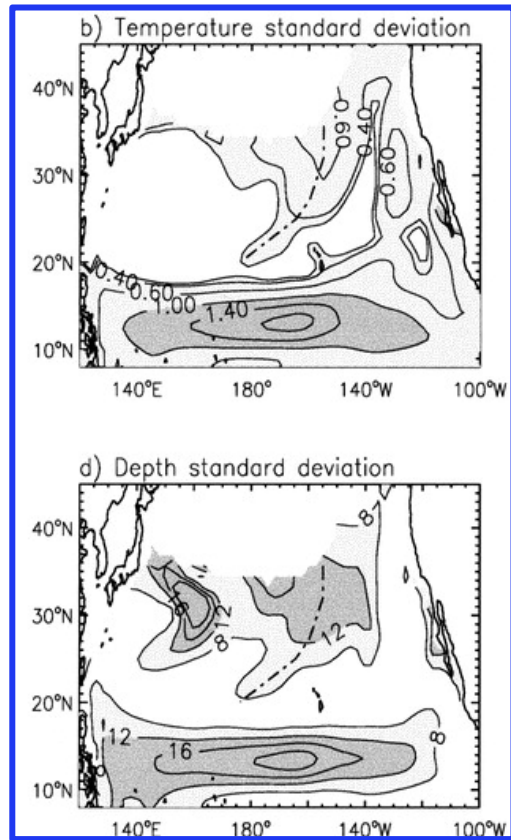 b) Temperature standard deviation
40°N
0.60
0.40
30°N
0.60
20°N
0.40
0.60
1.00
1.40
10°N
140°E 180° 140°W 100°W
d) Depth standard deviation
40°N
8
30°N
12
12
8
20°N
12
16
8
10°N
140°E 180° 140°W 100°W